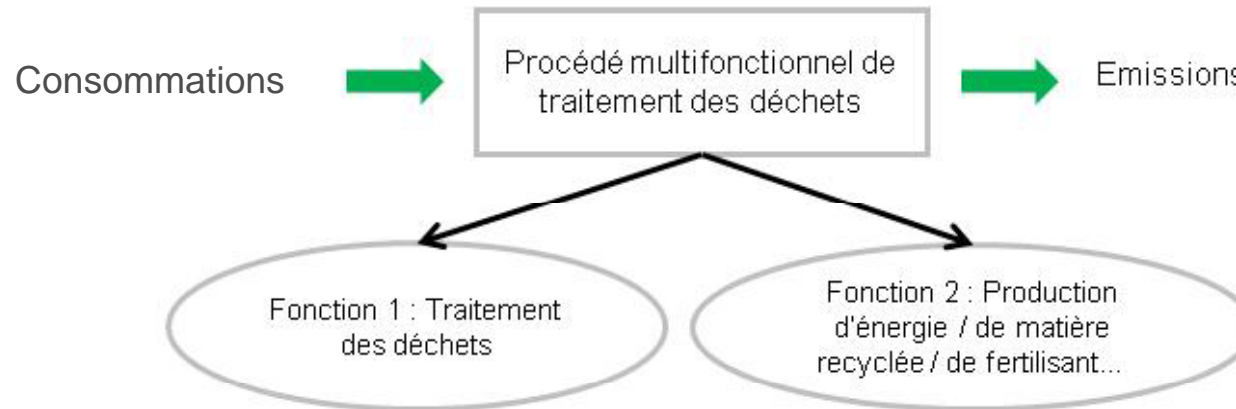 Consommations
Procédé multifonctionnel de
traitement des déchets
Emissions
Fonction 1 : Traitement
des déchets
Fonction 2 : Production
d'énergie / de matière
recyclée / de fertilisant...